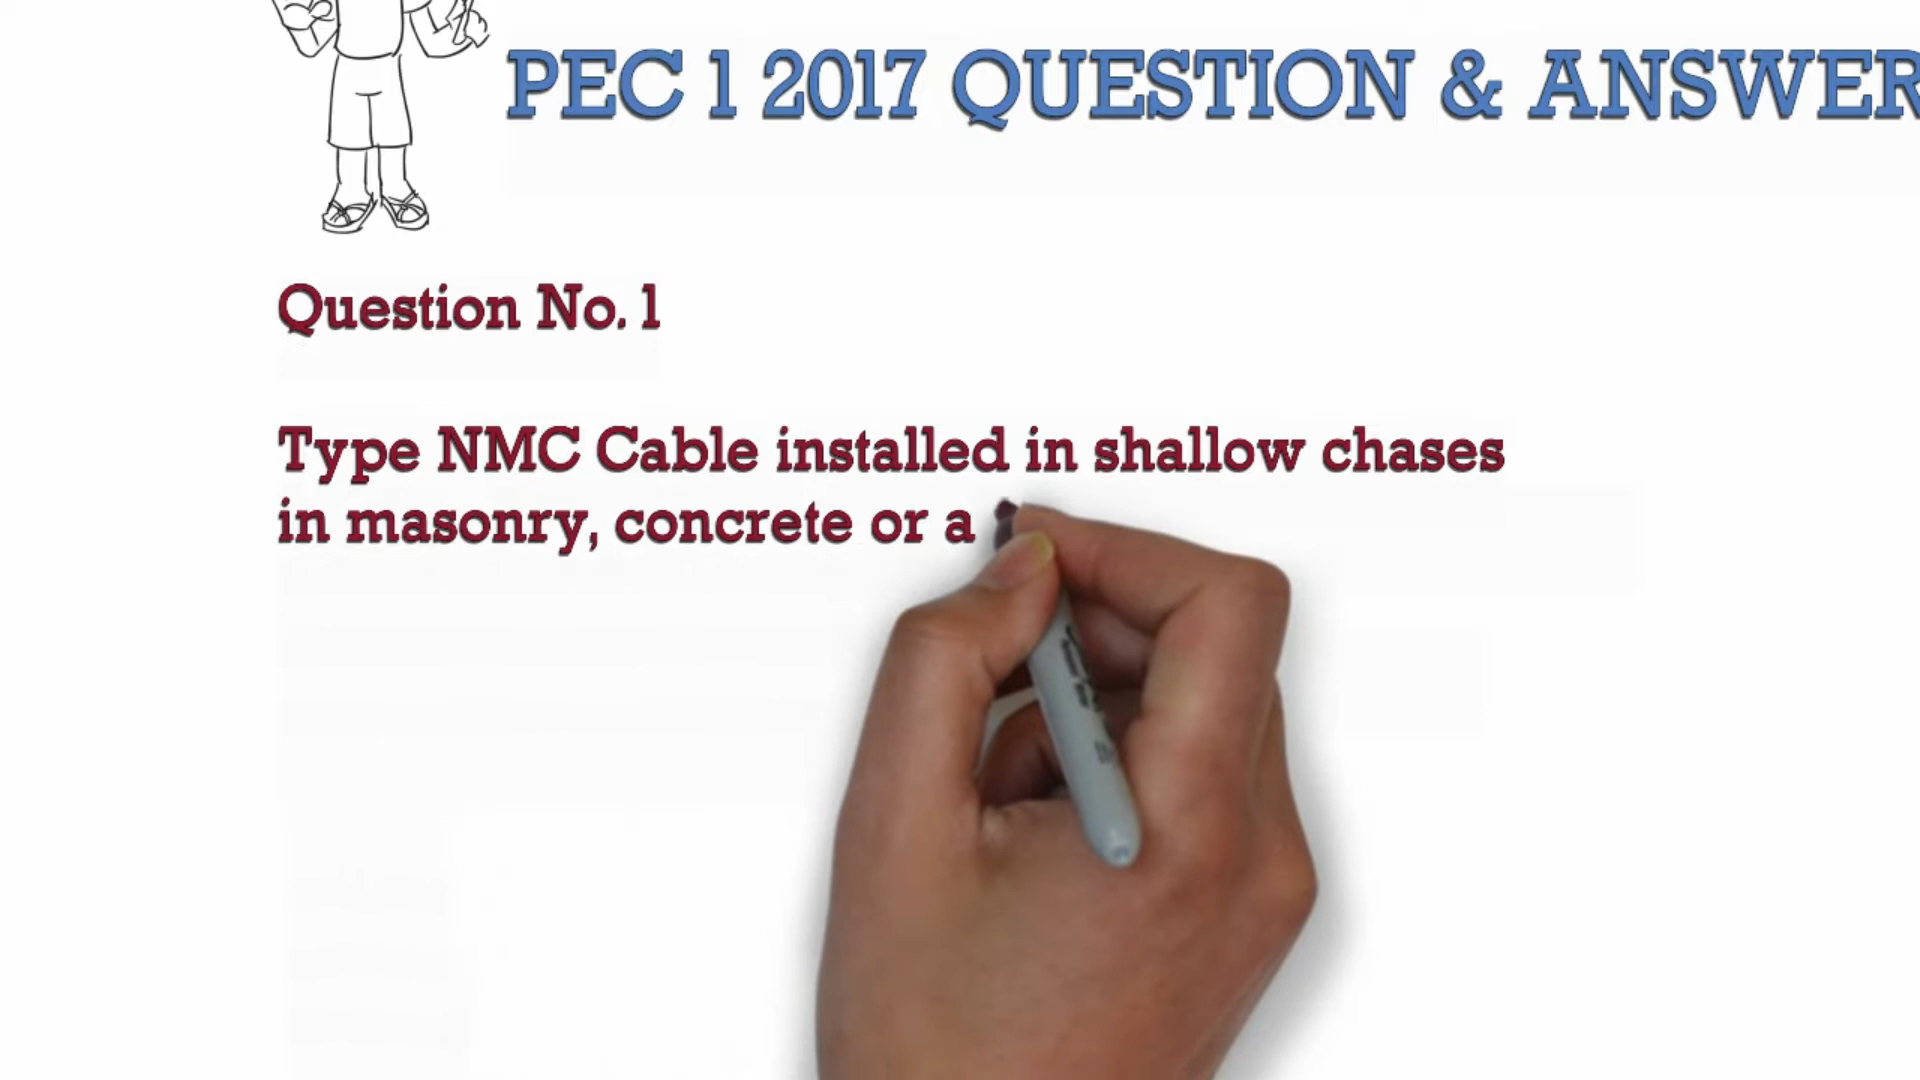 PEC 1 2017 QUESTION & ANSWER
Question No. 1
Type NMC Cable installed in shallow chases
in masonry, concrete or a